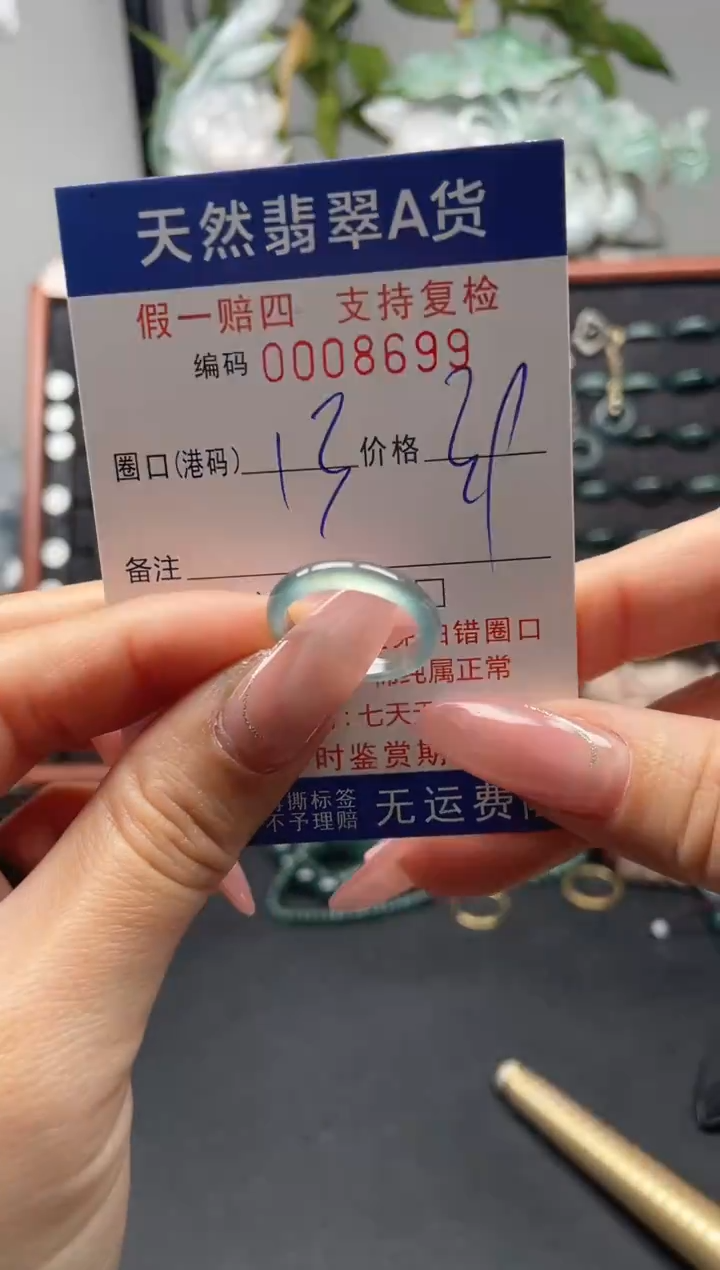 天然翡翠A货
假一赔四 支持复检
编码 0008699
圈口(港码) 13 价格
备注
错圈口
纯属正常
:七天
时鉴赏期
撕标签
不予理赔
无运费